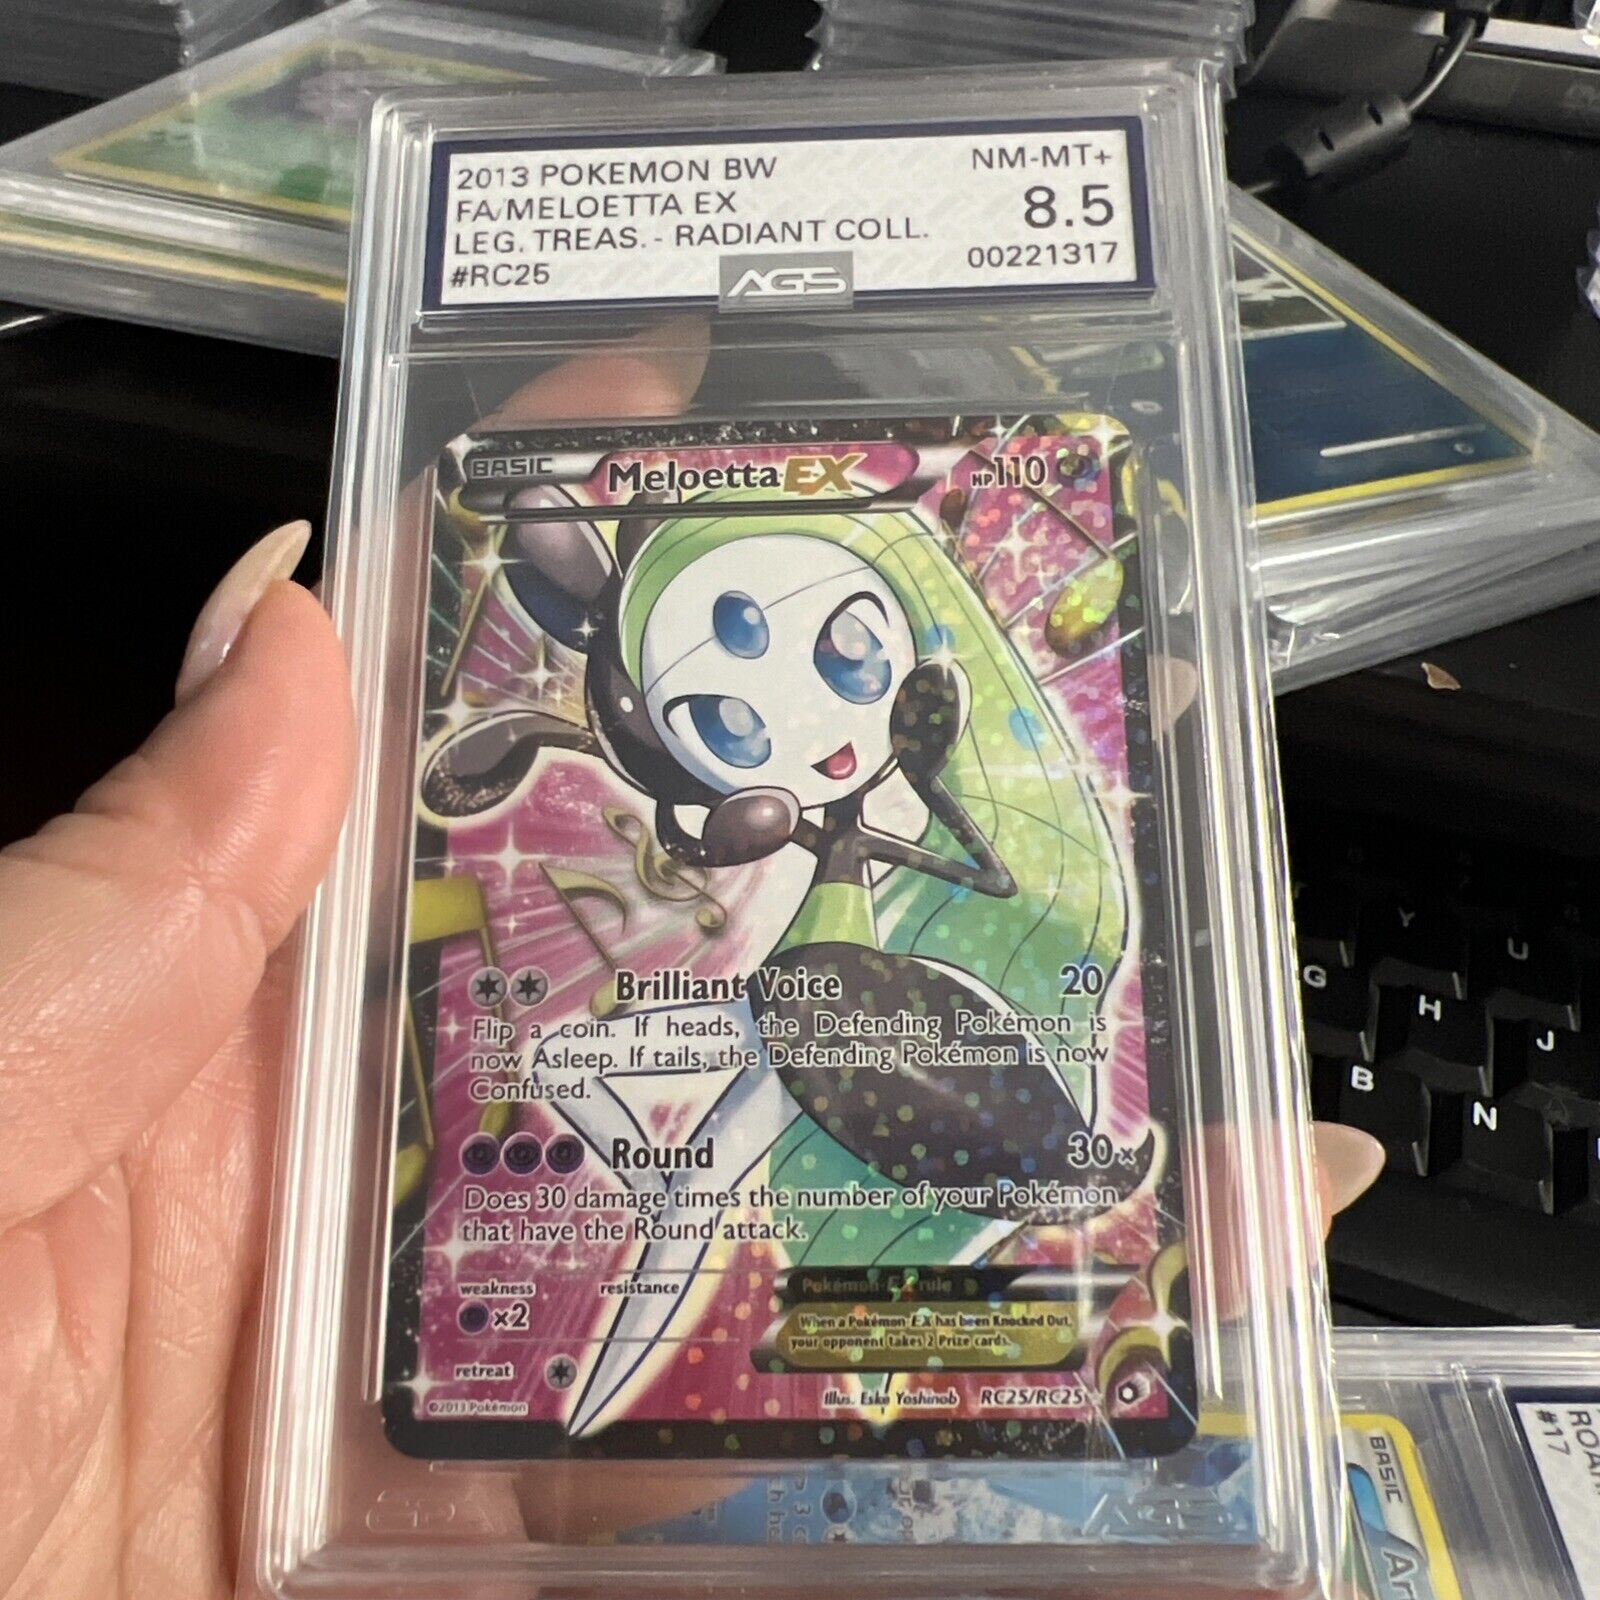 2013 POKEMON BW
FA/MELOETTA EX
LEG. TREAS. - RADIANT COLL.
#RC25
NM-MT+
8.5
00221317
AGS
BASIC
Meloetta EX
HP110
Brilliant Voice 20
Flip a coin. If heads, the Defending Pokémon is
now Asleep. If tails, the Defending Pokémon is now
Confused.
Round 30×
Does 30 damage times the number of your Pokémon
that have the Round attack.
weakness
×2
resistance
retreat
Pokémon-EX rule
When a Pokémon-EX has been Knocked Out,
your opponent takes 2 Prize cards.
©2013 Pokémon
Illus. Eske Yoshinob
RC25/RC25
Y
U
G
H
J
B
N
#17
BASIC